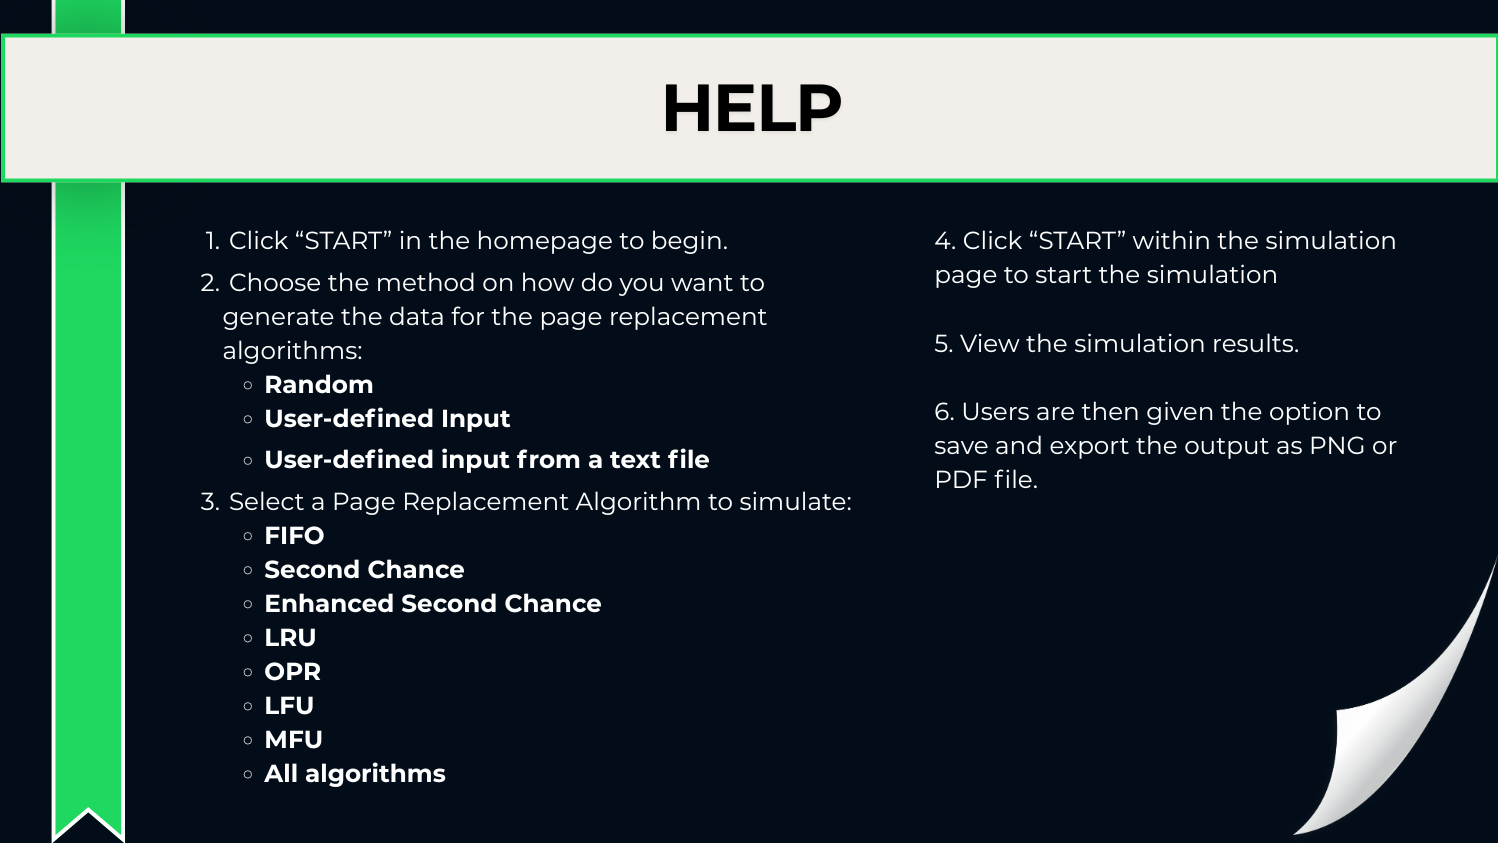 HELP
1. Click “START” in the homepage to begin.
2. Choose the method on how do you want to
generate the data for the page replacement
algorithms:
◦ Random
◦ User-defined Input
◦ User-defined input from a text file
3. Select a Page Replacement Algorithm to simulate:
◦ FIFO
◦ Second Chance
◦ Enhanced Second Chance
◦ LRU
◦ OPR
◦ LFU
◦ MFU
◦ All algorithms
4. Click “START” within the simulation
page to start the simulation
5. View the simulation results.
6. Users are then given the option to
save and export the output as PNG or
PDF file.